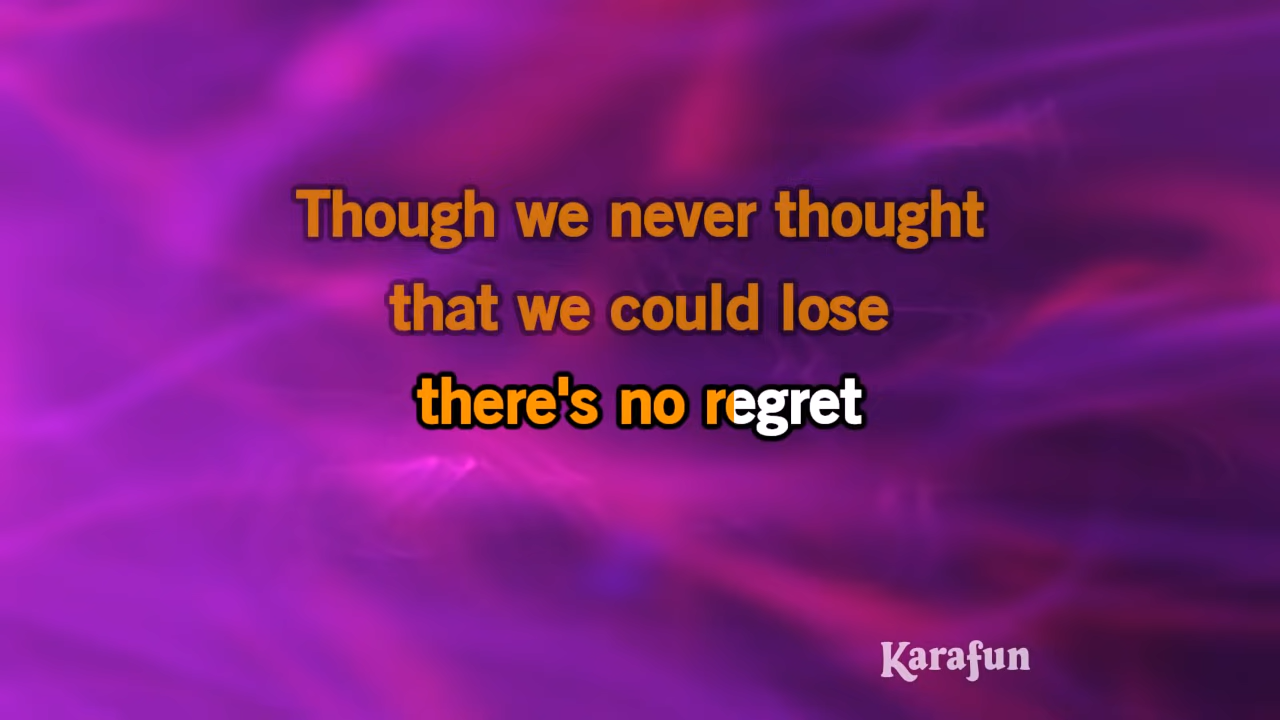 Though we never thought
that we could lose
there's no regret
Karafun